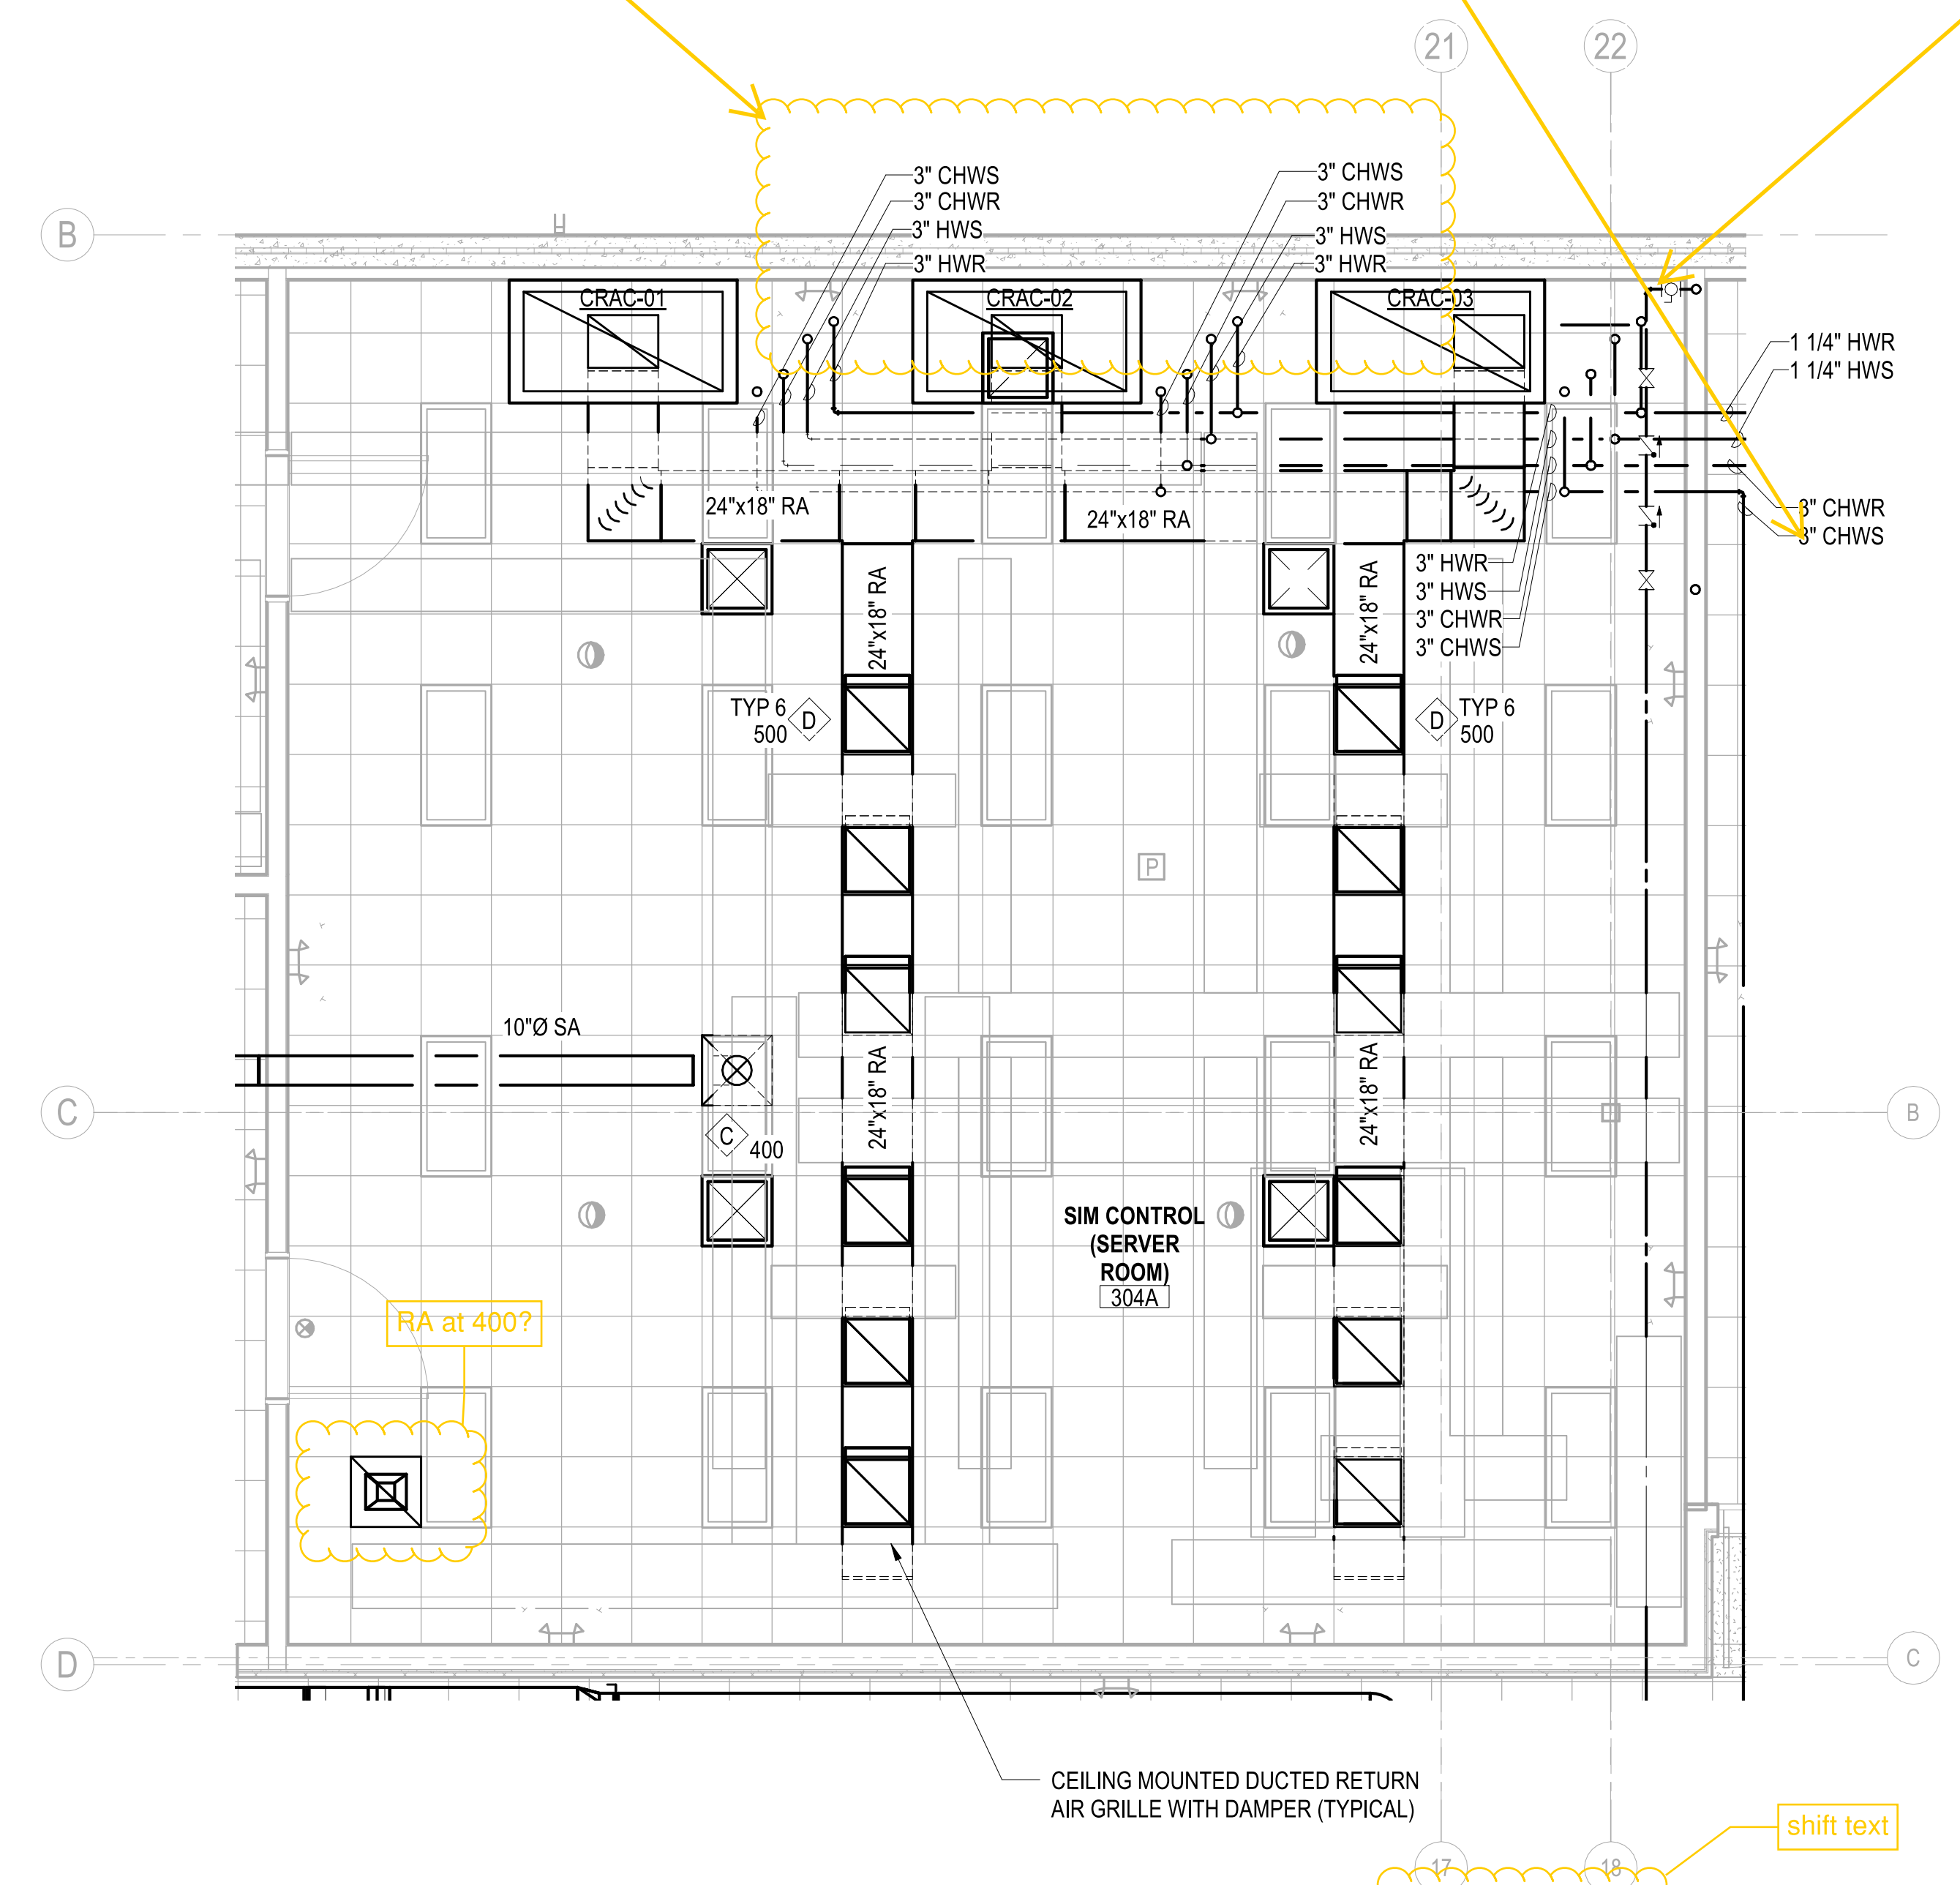 21
22
3" CHWS
3" CHWR
3" HWS
3" HWR
3" CHWS
3" CHWR
3" HWS
3" HWR
B
CRAC-01
CRAC-02
CRAC-03
1 1/4" HWR
1 1/4" HWS
24"x18" RA
24"x18" RA
3" CHWR
3" CHWS
3" HWR
3" HWS
3" CHWR
3" CHWS
24"x18" RA
24"x18" RA
TYP 6
500
D
D
TYP 6
500
P
10"Ø SA
24"x18" RA
24"x18" RA
C
B
C
400
SIM CONTROL
(SERVER
ROOM)
304A
RA at 400?
D
C
CEILING MOUNTED DUCTED RETURN
AIR GRILLE WITH DAMPER (TYPICAL)
shift text
17
18